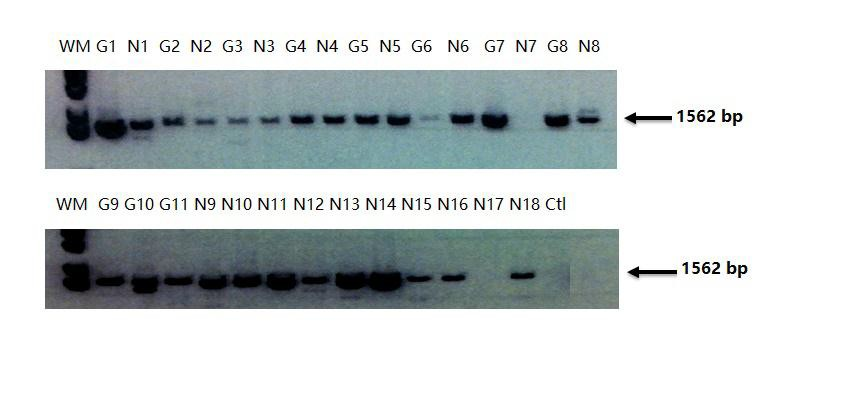 WM G1 N1 G2 N2 G3 N3 G4 N4 G5 N5 G6 N6 G7 N7 G8 N8
1562 bp
WM G9 G10 G11 N9 N10 N11 N12 N13 N14 N15 N16 N17 N18 Ctl
1562 bp